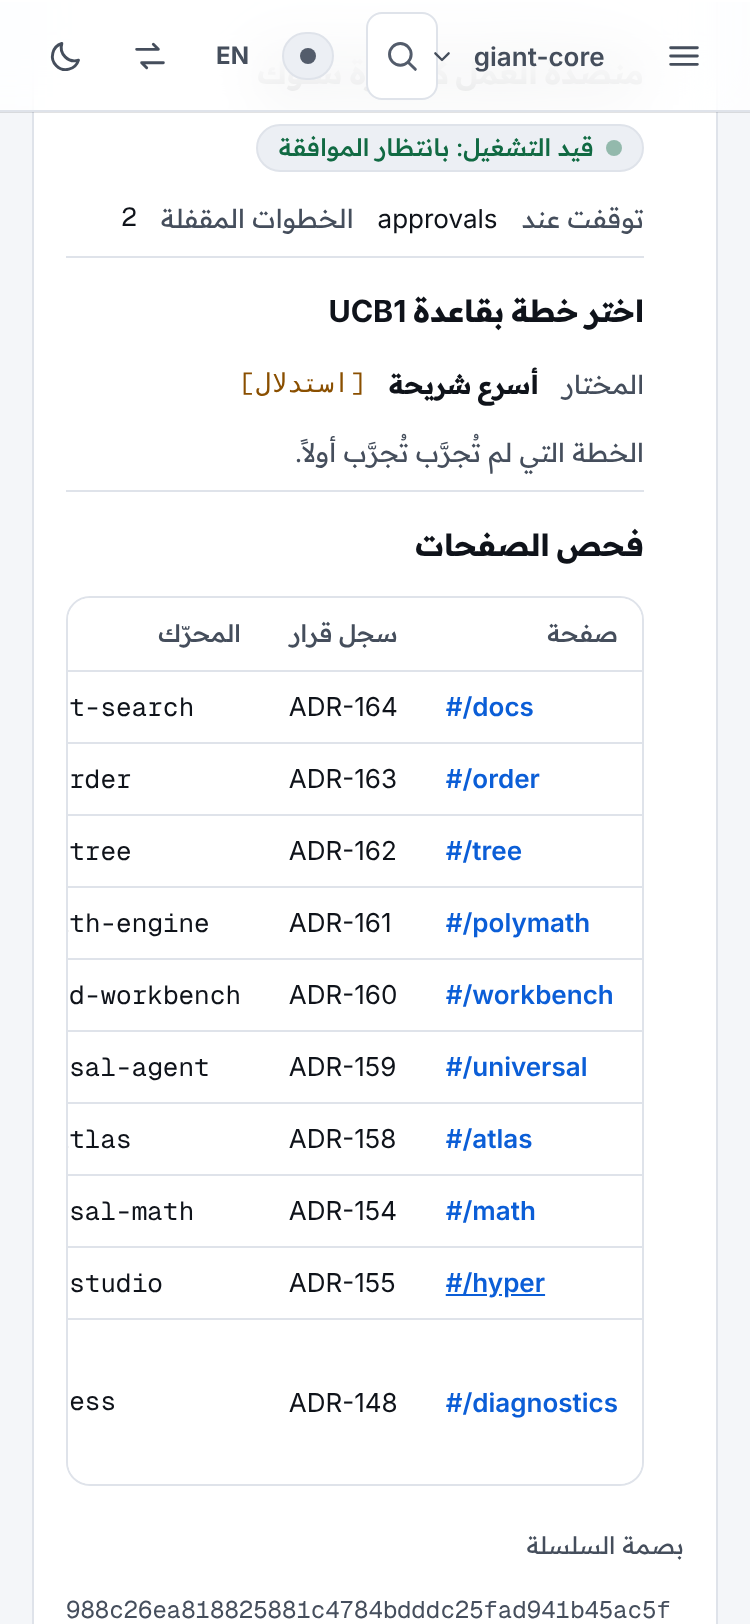 giant-core EN
قيد التشغيل: بانتظار الموافقة
توقفت عند approvals الخطوات المقفلة 2
اختر خطة بقاعدة UCB1
المختار أسرع شريحة [استدلال]
الخطة التي لم تُجرَّب تُجرَّب أولاً.
فحص الصفحات
صفحة سجل قرار المحرّك
#/docs ADR-164 t-search
#/order ADR-163 rder
#/tree ADR-162 tree
#/polymath ADR-161 th-engine
#/workbench ADR-160 d-workbench
#/universal ADR-159 sal-agent
#/atlas ADR-158 tlas
#/math ADR-154 sal-math
#/hyper ADR-155 studio
#/diagnostics ADR-148 ess
بصمة السلسلة
988c26ea818825881c4784bdddc25fad941b45ac5f